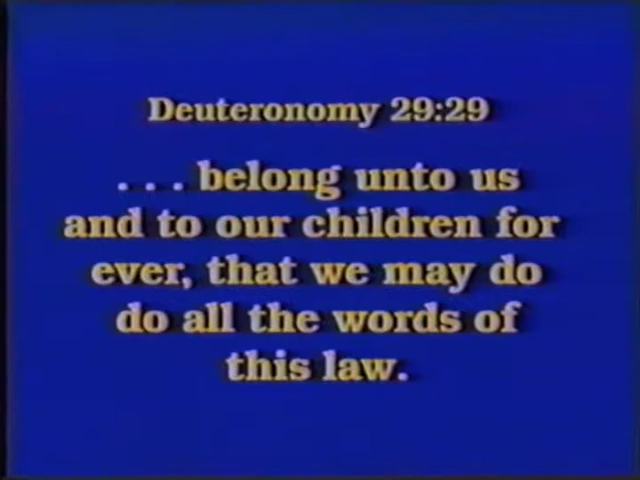 Deuteronomy 29:29
. . . belong unto us
and to our children for
ever, that we may do
do all the words of
this law.